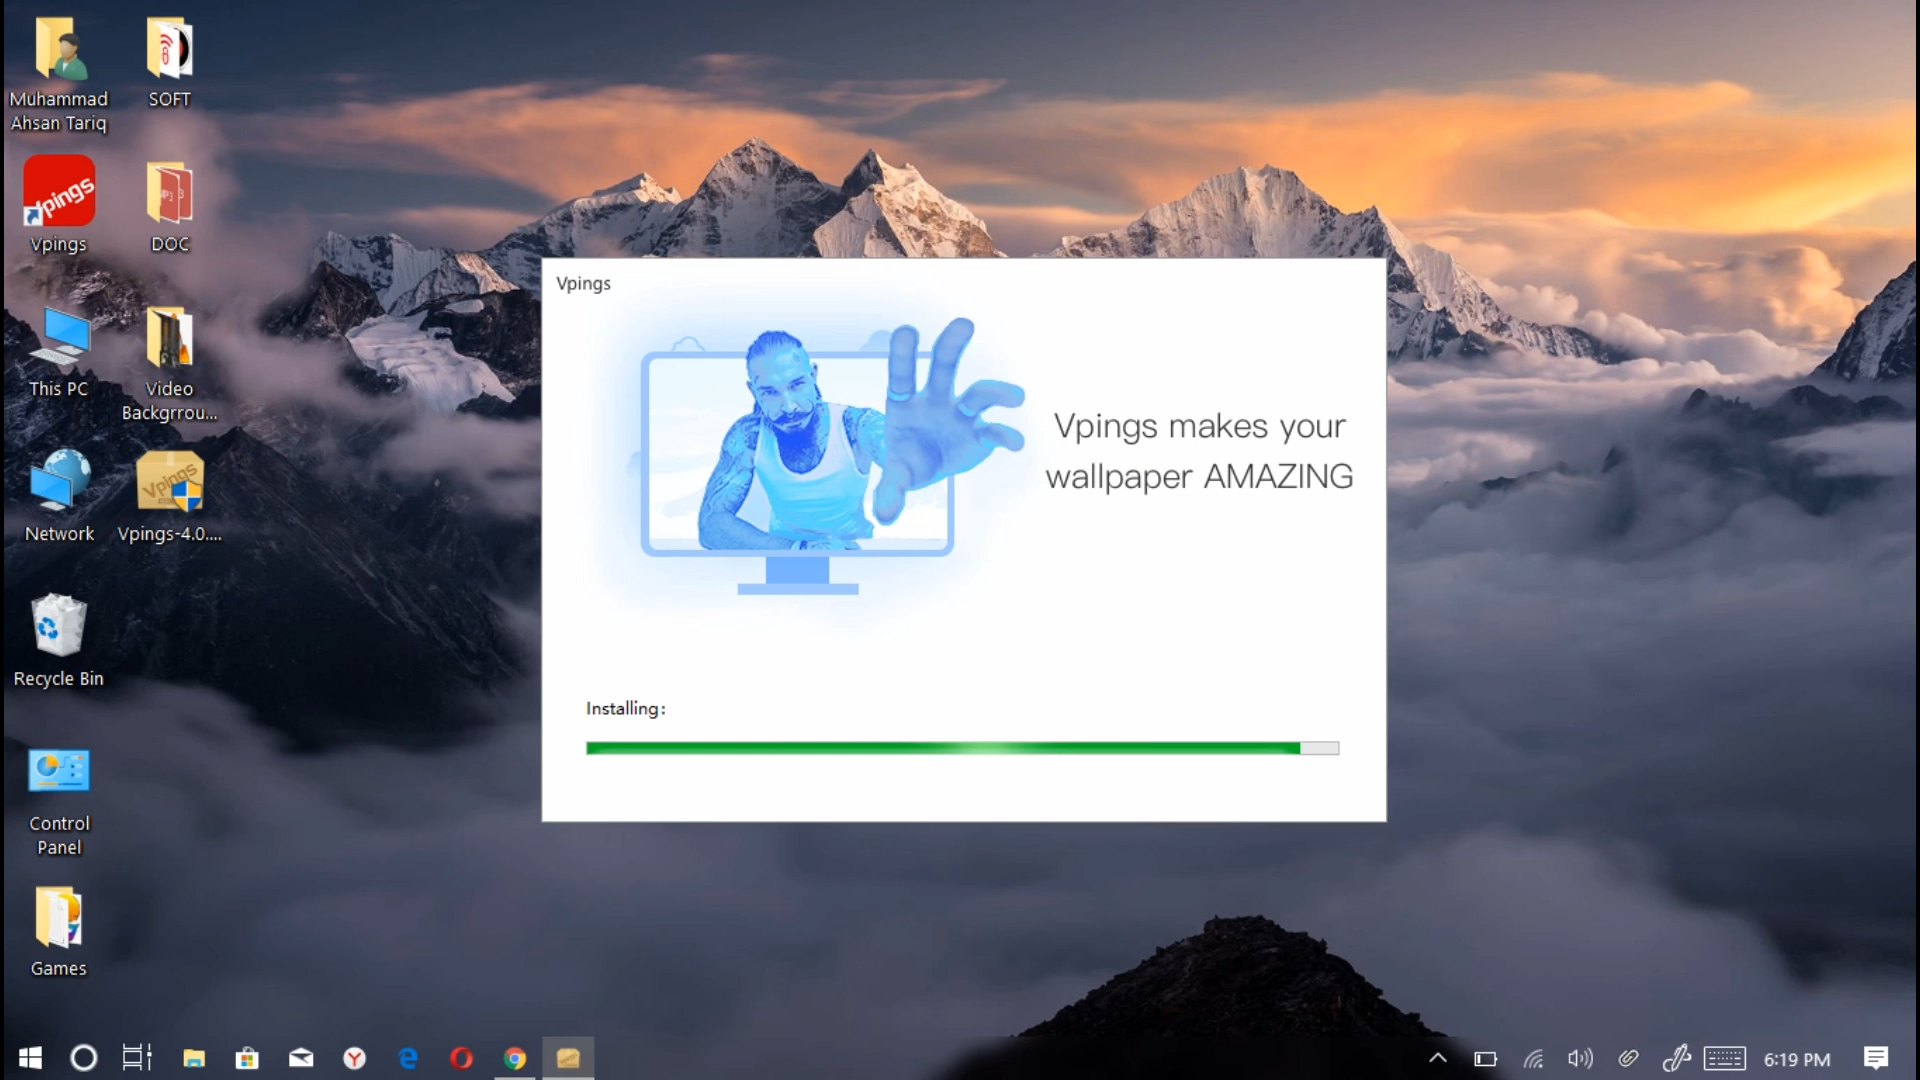 Muhammad
Ahsan Tariq
SOFT
Vpings
Vpings
DOC
This PC
Video
Backgrrou...
Network
Vpings
Vpings-4.0....
Recycle Bin
Control
Panel
Games
Vpings
Vpings makes your
wallpaper AMAZING
Installing:
6:19 PM